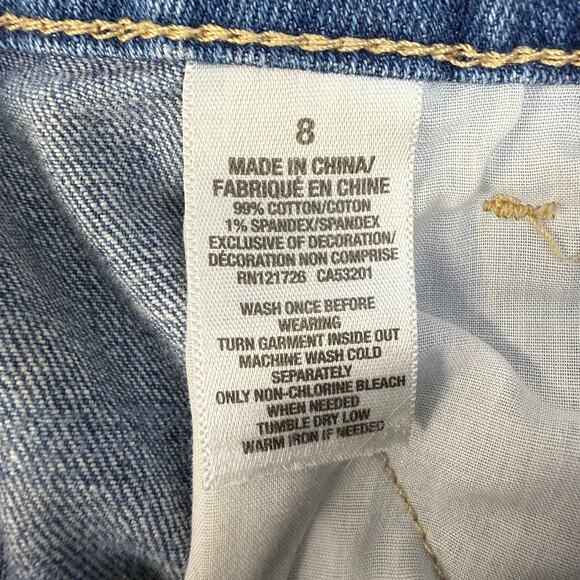 8
MADE IN CHINA/
FABRIQUÉ EN CHINE
99% COTTON/COTON
1% SPANDEX/SPANDEX
EXCLUSIVE OF DECORATION/
DÉCORATION NON COMPRISE
RN121726 CA53201
WASH ONCE BEFORE
WEARING
TURN GARMENT INSIDE OUT
MACHINE WASH COLD
SEPARATELY
ONLY NON-CHLORINE BLEACH
WHEN NEEDED
TUMBLE DRY LOW
WARM IRON IF NEEDED